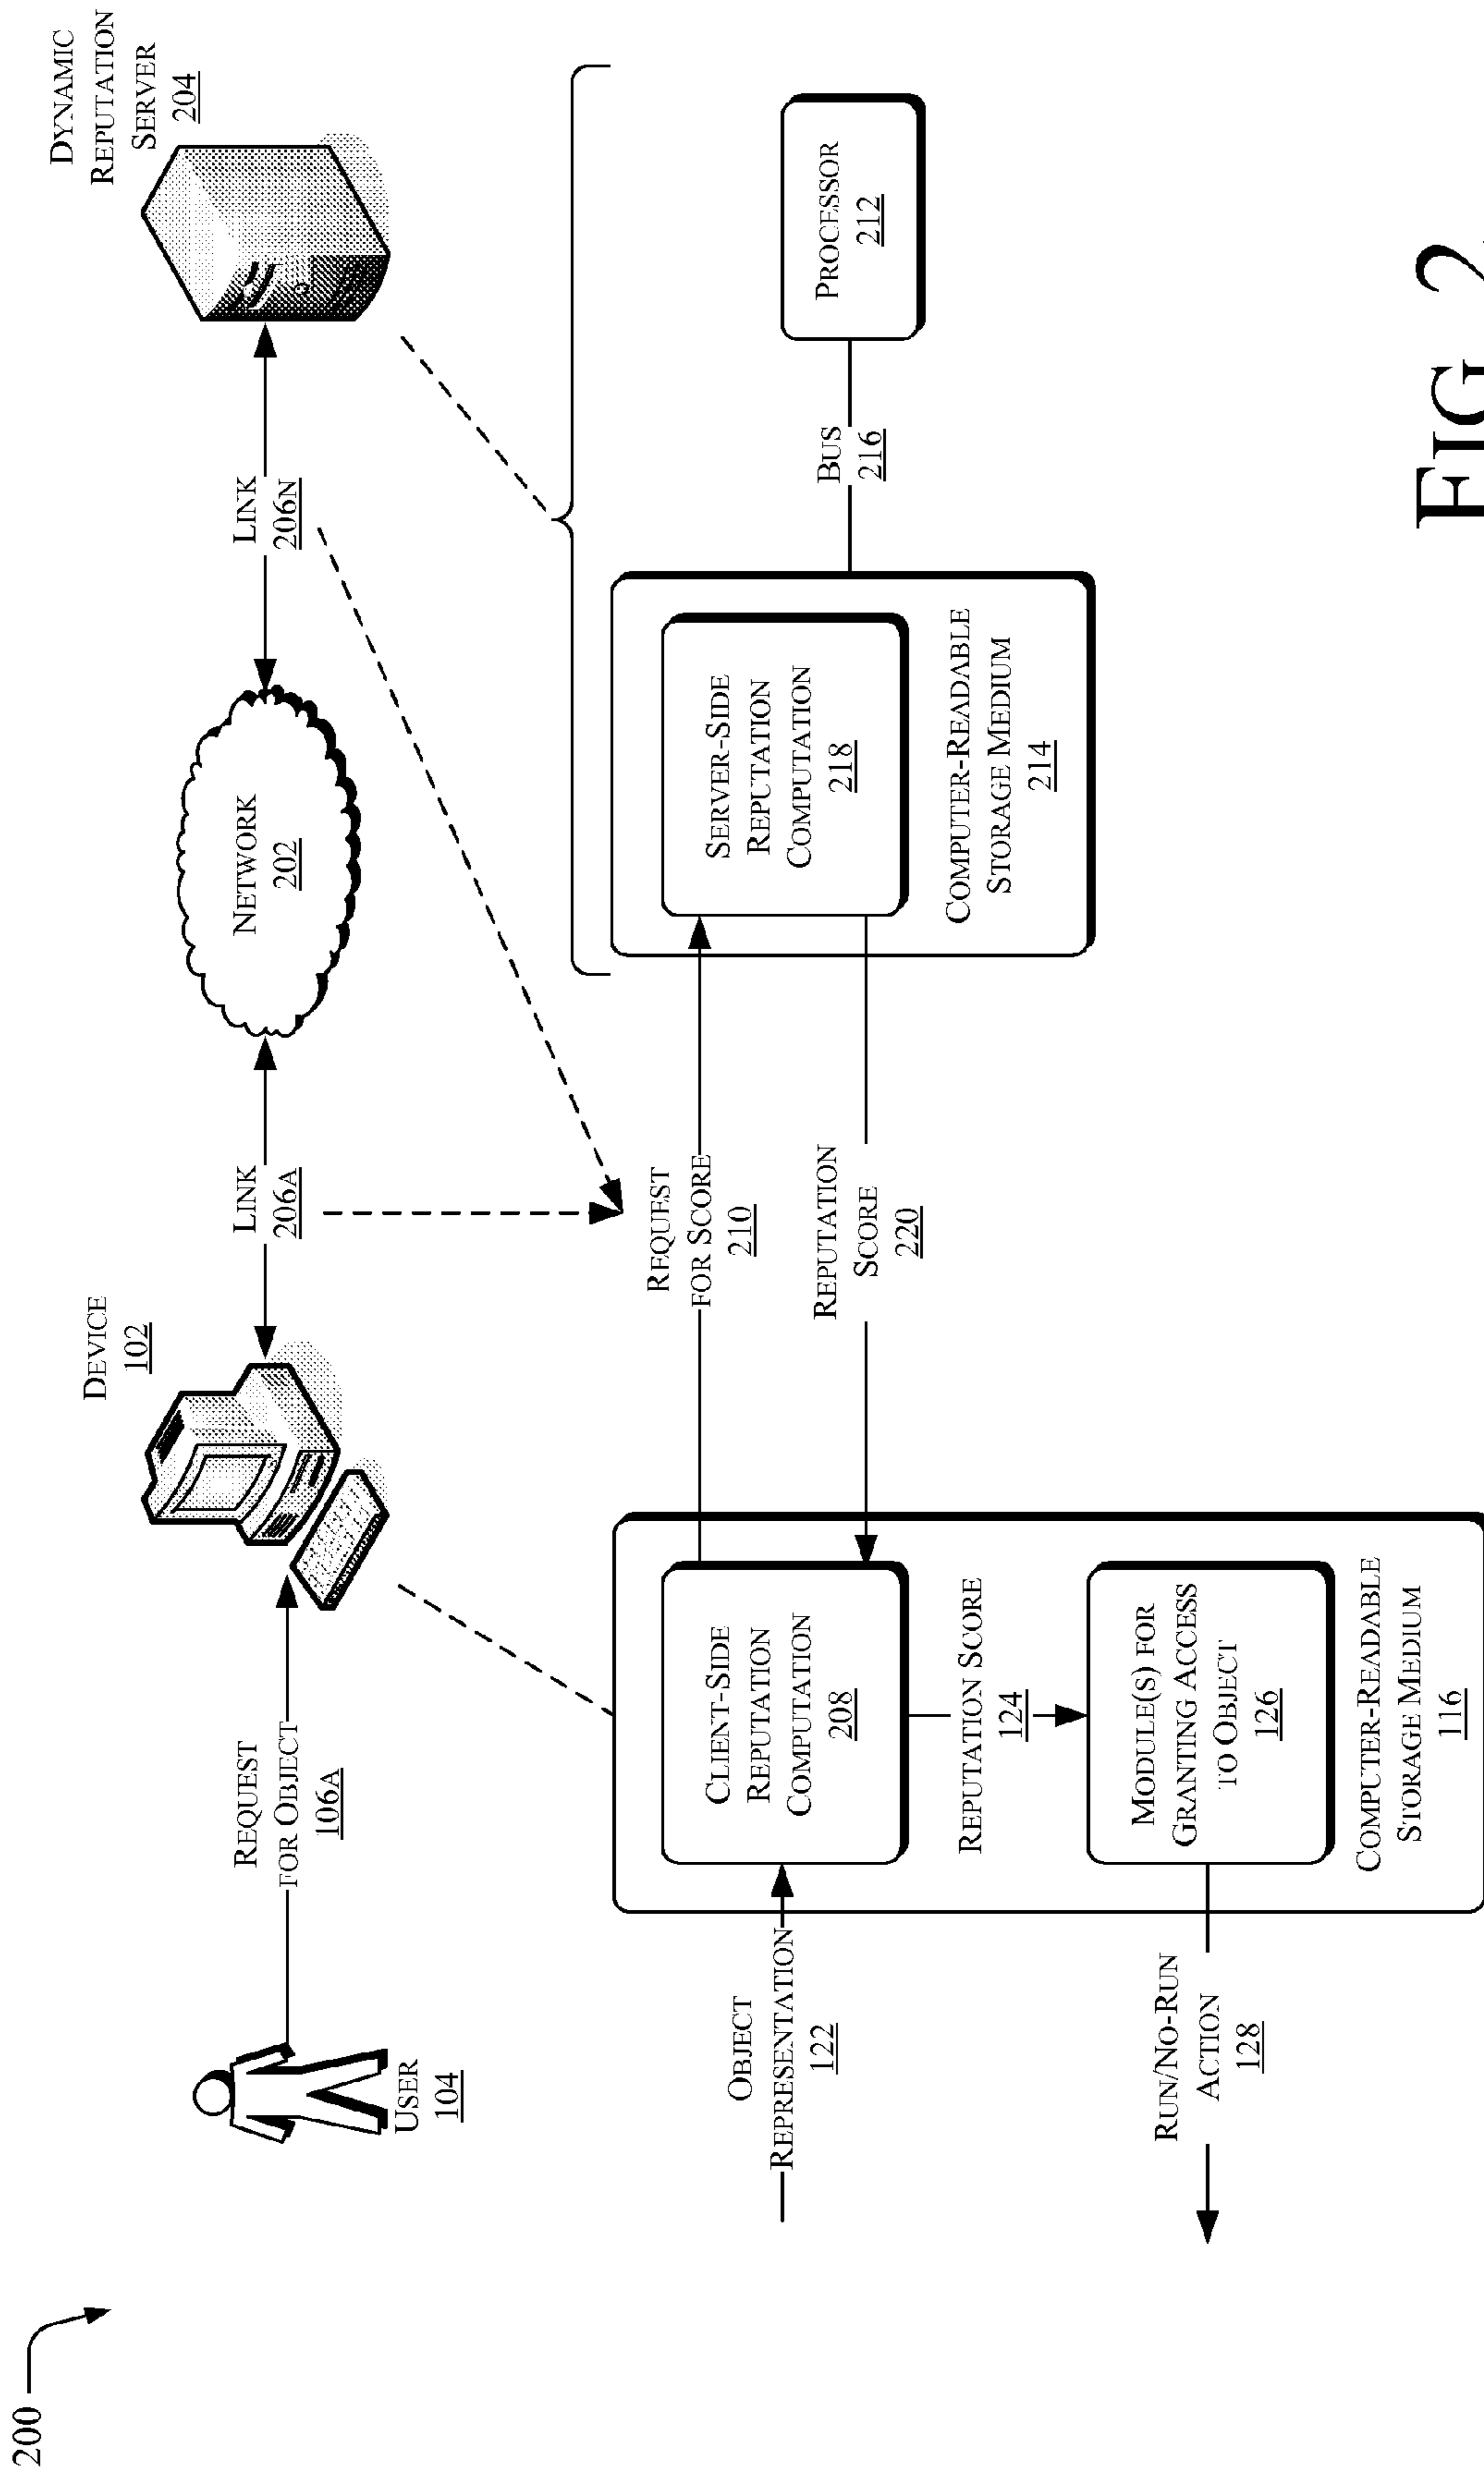 200
USER
104
REQUEST
FOR OBJECT
106A
DEVICE
102
LINK
206A
NETWORK
202
LINK
206N
DYNAMIC
REPUTATION
SERVER
204
OBJECT
REPRESENTATION
122
CLIENT-SIDE
REPUTATION
COMPUTATION
208
REQUEST
FOR SCORE
210
REPUTATION
SCORE
220
SERVER-SIDE
REPUTATION
COMPUTATION
218
COMPUTER-READABLE
STORAGE MEDIUM
214
BUS
216
PROCESSOR
212
REPUTATION SCORE
124
MODULE(S) FOR
GRANTING ACCESS
TO OBJECT
126
RUN/NO-RUN
ACTION
128
COMPUTER-READABLE
STORAGE MEDIUM
116
FIG. 2